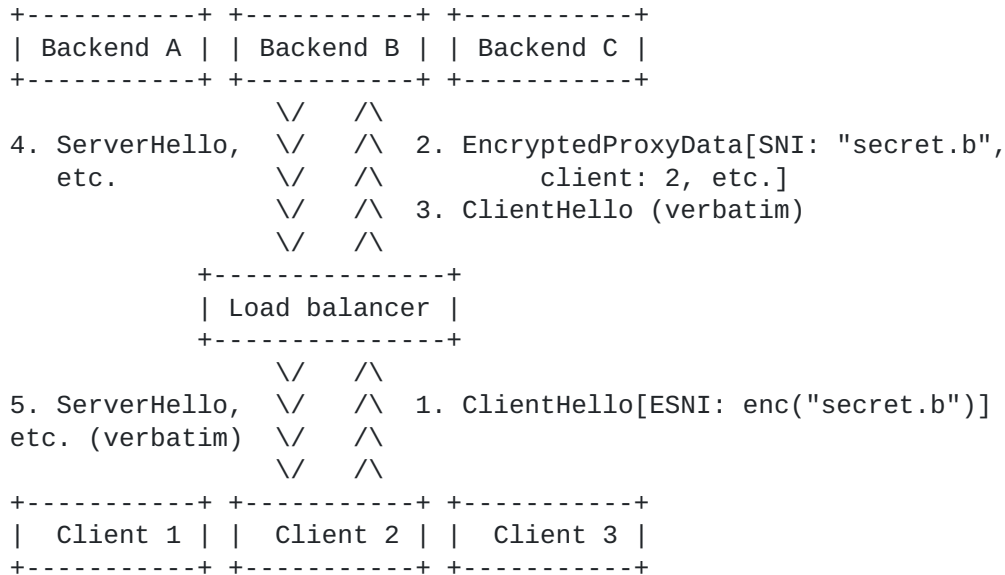 +-----------+ +-----------+ +-----------+
| Backend A | | Backend B | | Backend C |
+-----------+ +-----------+ +-----------+
                 \/    /\
4. ServerHello,  \/    /\  2. EncryptedProxyData[SNI: "secret.b",
   etc.          \/    /\          client: 2, etc.]
                 \/    /\  3. ClientHello (verbatim)
                 \/    /\
            +---------------+
            | Load balancer |
            +---------------+
                 \/    /\
5. ServerHello,  \/    /\  1. ClientHello[ESNI: enc("secret.b")]
etc. (verbatim)  \/    /\
                 \/    /\
+-----------+ +-----------+ +-----------+
|  Client 1 | |  Client 2 | |  Client 3 |
+-----------+ +-----------+ +-----------+